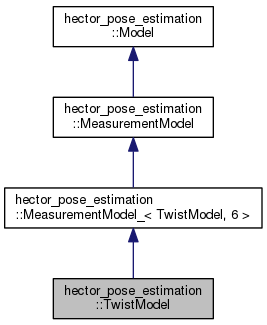 hector_pose_estimation
::Model
hector_pose_estimation
::MeasurementModel
hector_pose_estimation
::MeasurementModel_< TwistModel, 6 >
hector_pose_estimation
::TwistModel